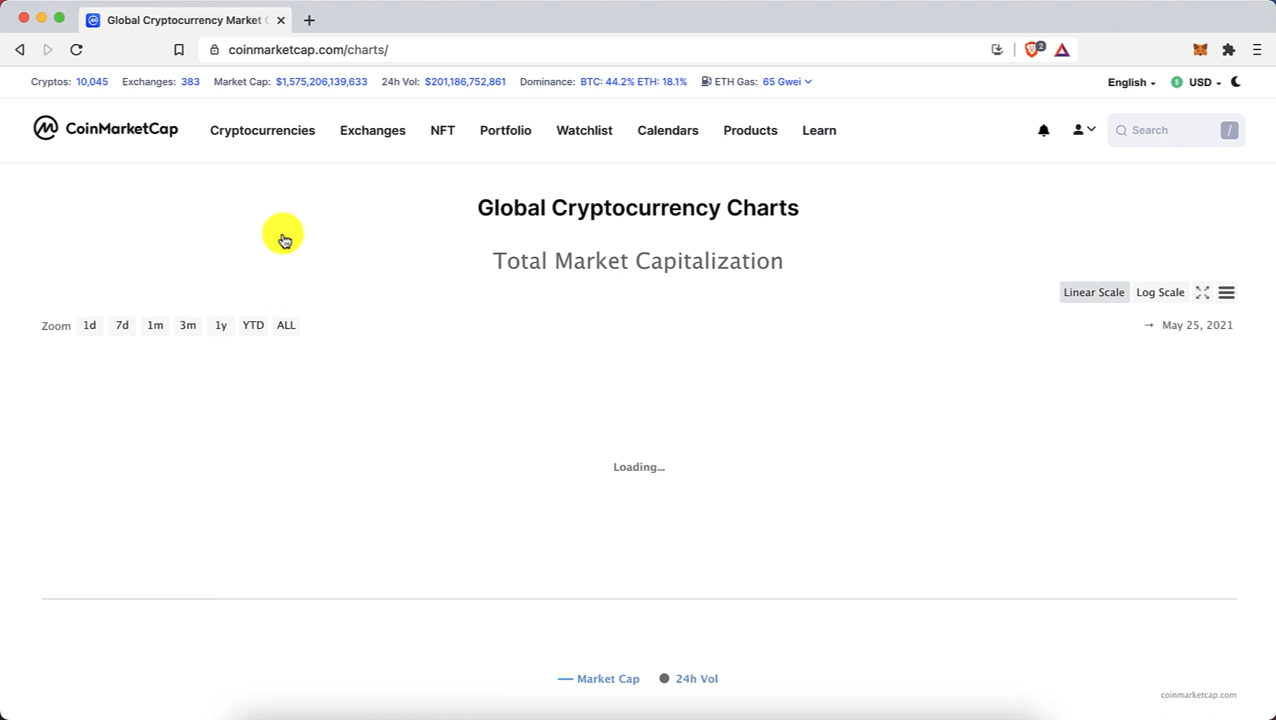 Global Cryptocurrency Market C
coinmarketcap.com/charts/
2
Cryptos: 10,045 Exchanges: 383 Market Cap: $1,575,206,139,633 24h Vol: $201,186,752,861 Dominance: BTC: 44.2% ETH: 18.1% ETH Gas: 65 Gwei English USD
CoinMarketCap Cryptocurrencies Exchanges NFT Portfolio Watchlist Calendars Products Learn Search /
Global Cryptocurrency Charts
Total Market Capitalization
Linear Scale Log Scale
Zoom 1d 7d 1m 3m 1y YTD ALL → May 25, 2021
Loading...
Market Cap 24h Vol
coinmarketcap.com